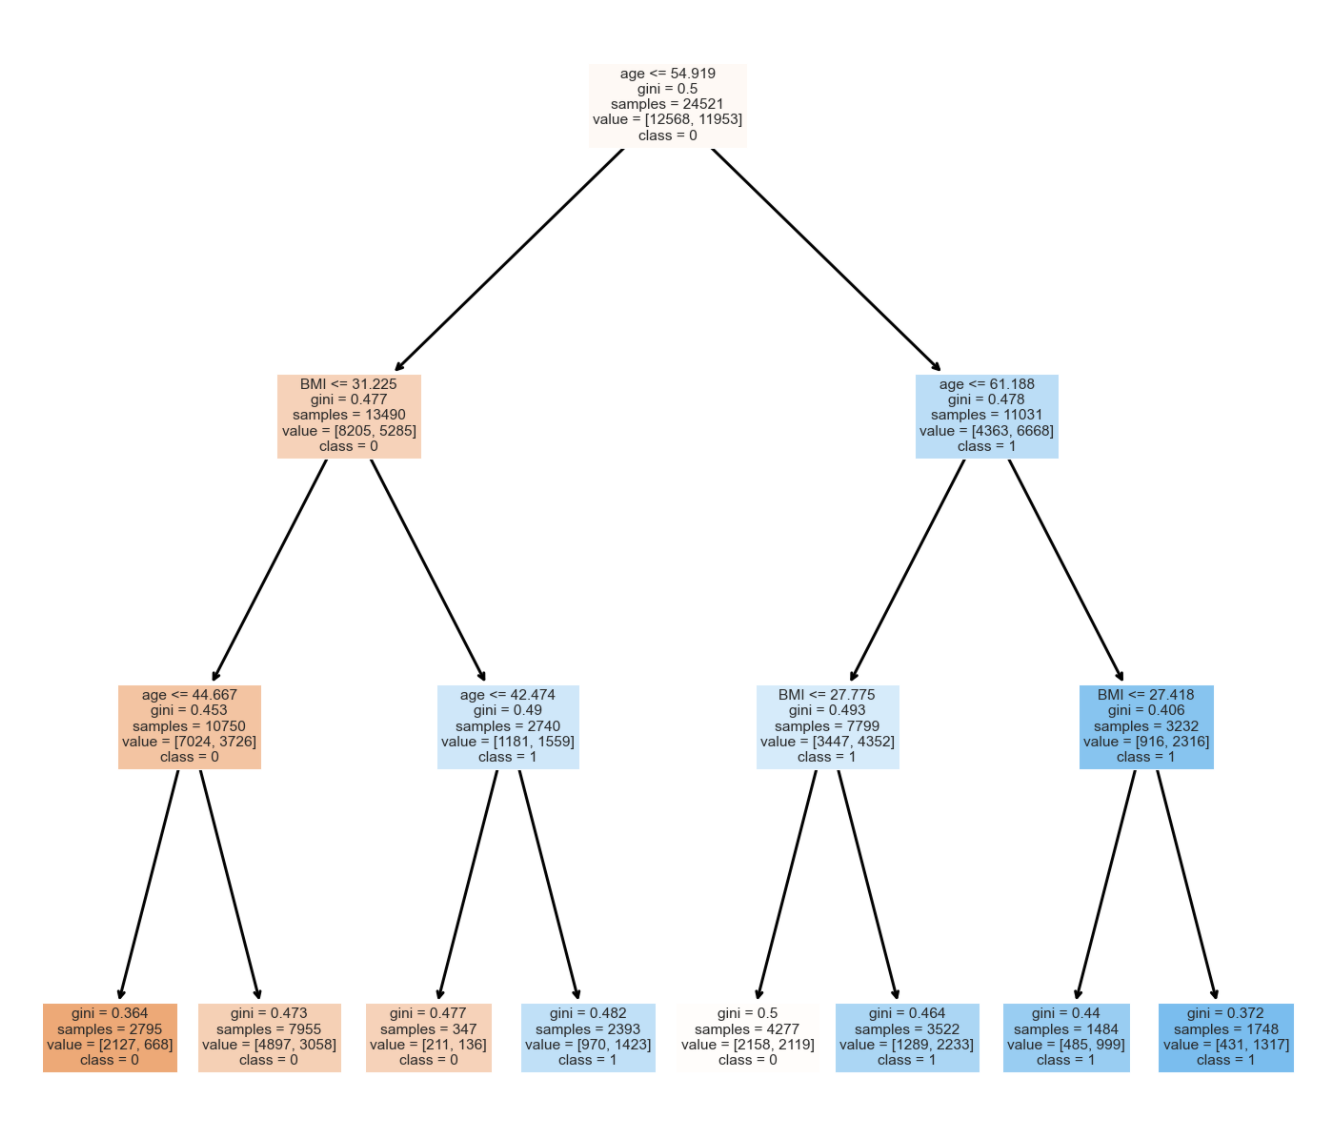 age <= 54.919
gini = 0.5
samples = 24521
value = [12568, 11953]
class = 0
BMI <= 31.225
gini = 0.477
samples = 13490
value = [8205, 5285]
class = 0
age <= 61.188
gini = 0.478
samples = 11031
value = [4363, 6668]
class = 1
age <= 44.667
gini = 0.453
samples = 10750
value = [7024, 3726]
class = 0
age <= 42.474
gini = 0.49
samples = 2740
value = [1181, 1559]
class = 1
BMI <= 27.775
gini = 0.493
samples = 7799
value = [3447, 4352]
class = 1
BMI <= 27.418
gini = 0.406
samples = 3232
value = [916, 2316]
class = 1
gini = 0.364
samples = 2795
value = [2127, 668]
class = 0
gini = 0.473
samples = 7955
value = [4897, 3058]
class = 0
gini = 0.477
samples = 347
value = [211, 136]
class = 0
gini = 0.482
samples = 2393
value = [970, 1423]
class = 1
gini = 0.5
samples = 4277
value = [2158, 2119]
class = 0
gini = 0.464
samples = 3522
value = [1289, 2233]
class = 1
gini = 0.44
samples = 1484
value = [485, 999]
class = 1
gini = 0.372
samples = 1748
value = [431, 1317]
class = 1